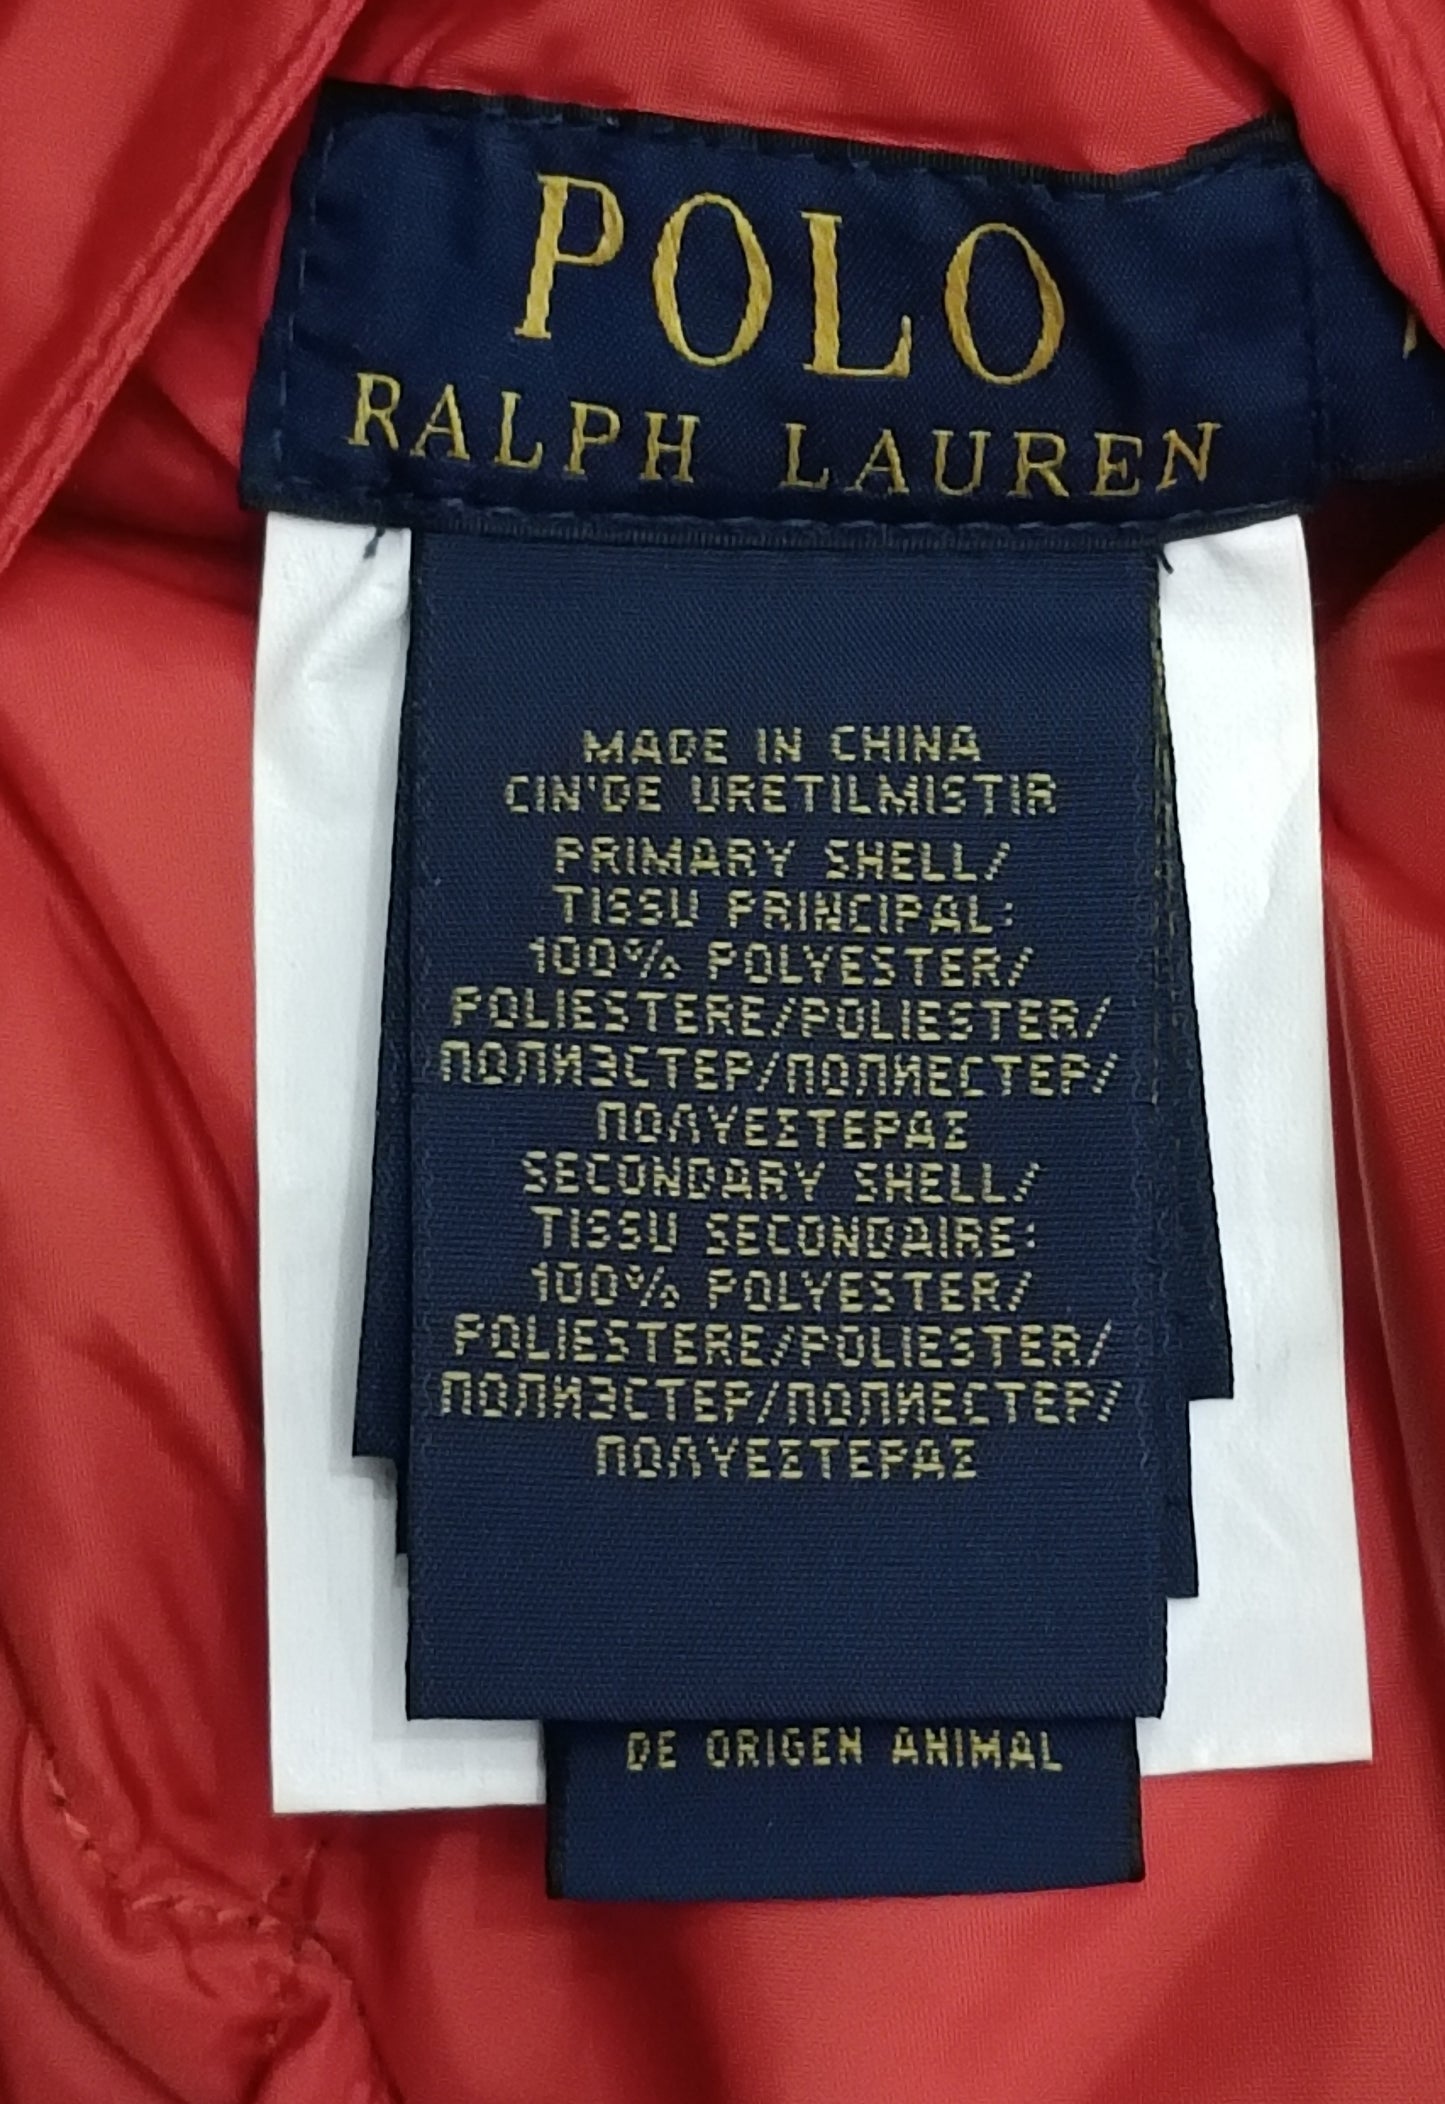 POLO
RALPH LAUREN
MADE IN CHINA
CIN'DE URETILMISTIR
PRIMARY SHELL/
TISSU PRINCIPAL:
100% POLYESTER/
POLIESTERE/POLIESTER/
ПОЛИЭСТЕР/ПОЛИЕСТЕР/
ΠΟΛΥΕΣΤΕΡΑΣ
SECONDARY SHELL/
TISSU SECONDAIRE:
100% POLYESTER/
POLIESTERE/POLIESTER/
ПОЛИЭСТЕР/ПОЛИЕСТЕР/
ΠΟΛΥΕΣΤΕΡΑΣ
DE ORIGEN ANIMAL